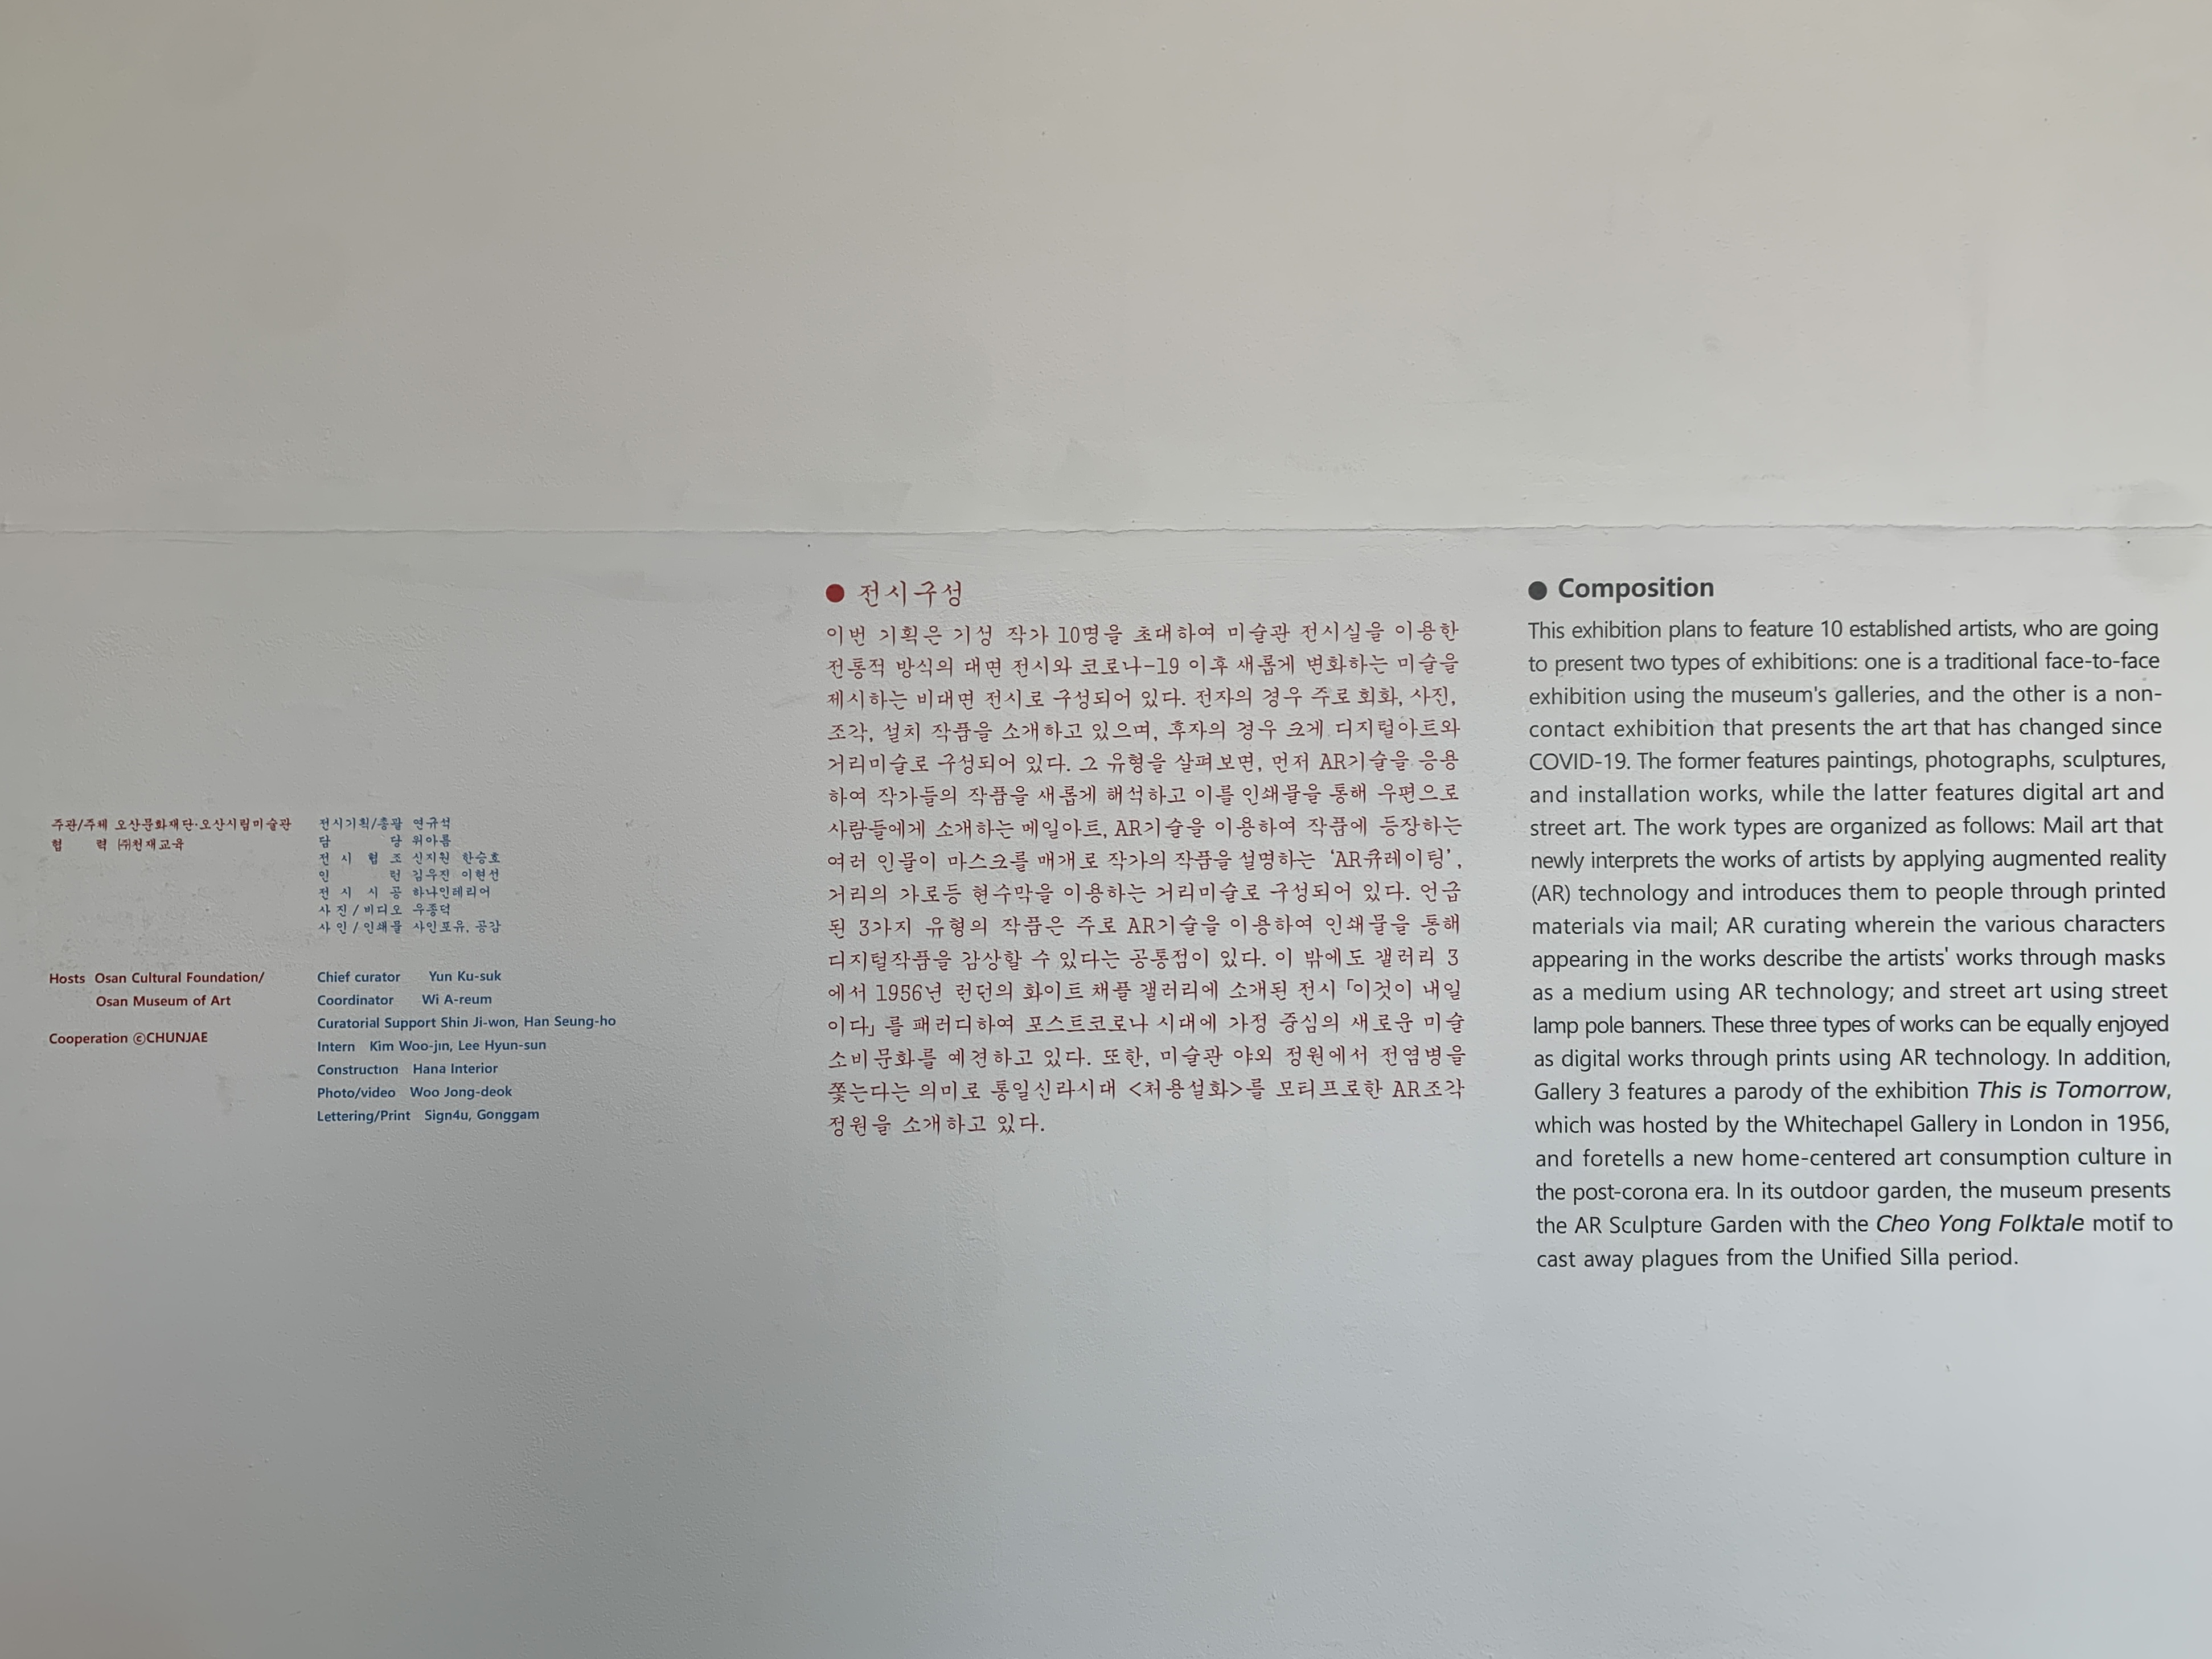 주관/주체 오산문화재단·오산시립미술관
협 력 ㈜천재교육
전시기획/총괄 연규석
담 당 위아름
전 시 협 조 신지원 한승호
인 턴 김우진 이현선
전 시 시 공 하나인테리어
사 진 / 비디오 우종덕
사 인 / 인쇄물 사인포유, 공감
Hosts Osan Cultural Foundation/
Osan Museum of Art
Cooperation ⓒCHUNJAE
Chief curator Yun Ku-suk
Coordinator Wi A-reum
Curatorial Support Shin Ji-won, Han Seung-ho
Intern Kim Woo-jin, Lee Hyun-sun
Construction Hana Interior
Photo/video Woo Jong-deok
Lettering/Print Sign4u, Gonggam
● 전시구성
이번 기획은 기성 작가 10명을 초대하여 미술관 전시실을 이용한
전통적 방식의 대면 전시와 코로나-19 이후 새롭게 변화하는 미술을
제시하는 비대면 전시로 구성되어 있다. 전자의 경우 주로 회화, 사진,
조각, 설치 작품을 소개하고 있으며, 후자의 경우 크게 디지털아트와
거리미술로 구성되어 있다. 그 유형을 살펴보면, 먼저 AR기술을 응용
하여 작가들의 작품을 새롭게 해석하고 이를 인쇄물을 통해 우편으로
사람들에게 소개하는 메일아트, AR기술을 이용하여 작품에 등장하는
여러 인물이 마스크를 매개로 작가의 작품을 설명하는 ‘AR큐레이팅’,
거리의 가로등 현수막을 이용하는 거리미술로 구성되어 있다. 언급
된 3가지 유형의 작품은 주로 AR기술을 이용하여 인쇄물을 통해
디지털작품을 감상할 수 있다는 공통점이 있다. 이 밖에도 갤러리 3
에서 1956년 런던의 화이트 채플 갤러리에 소개된 전시 「이것이 내일
이다」를 패러디하여 포스트코로나 시대에 가정 중심의 새로운 미술
소비문화를 예견하고 있다. 또한, 미술관 야외 정원에서 전염병을
쫓는다는 의미로 통일신라시대 <처용설화>를 모티프로한 AR조각
정원을 소개하고 있다.
● Composition
This exhibition plans to feature 10 established artists, who are going
to present two types of exhibitions: one is a traditional face-to-face
exhibition using the museum's galleries, and the other is a non-
contact exhibition that presents the art that has changed since
COVID-19. The former features paintings, photographs, sculptures,
and installation works, while the latter features digital art and
street art. The work types are organized as follows: Mail art that
newly interprets the works of artists by applying augmented reality
(AR) technology and introduces them to people through printed
materials via mail; AR curating wherein the various characters
appearing in the works describe the artists' works through masks
as a medium using AR technology; and street art using street
lamp pole banners. These three types of works can be equally enjoyed
as digital works through prints using AR technology. In addition,
Gallery 3 features a parody of the exhibition This is Tomorrow,
which was hosted by the Whitechapel Gallery in London in 1956,
and foretells a new home-centered art consumption culture in
the post-corona era. In its outdoor garden, the museum presents
the AR Sculpture Garden with the Cheo Yong Folktale motif to
cast away plagues from the Unified Silla period.